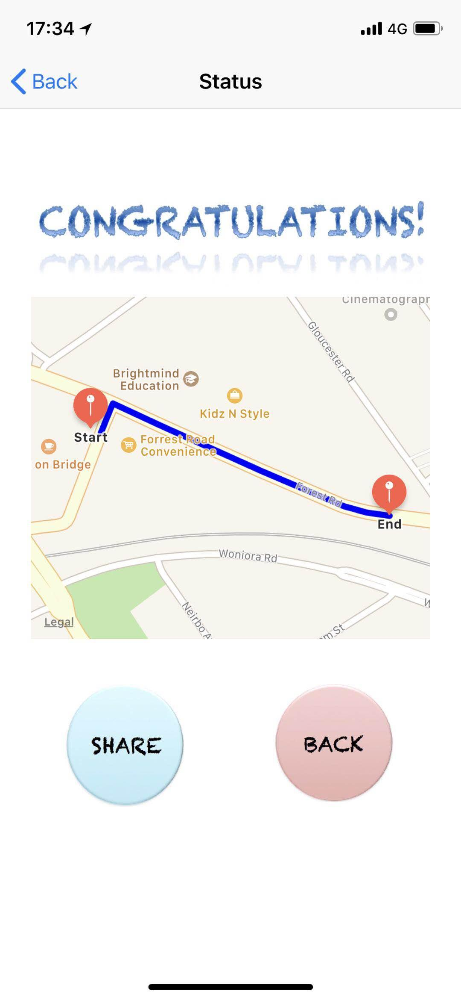 17:34
4G
Back
Status
CONGRATULATIONS!
Gloucester Rd
Brightmind
Education
Kidz N Style
Start
Forrest Road
Convenience
on Bridge
Forest Rd
End
Woniora Rd
Neirbo
Legal
St
SHARE
BACK